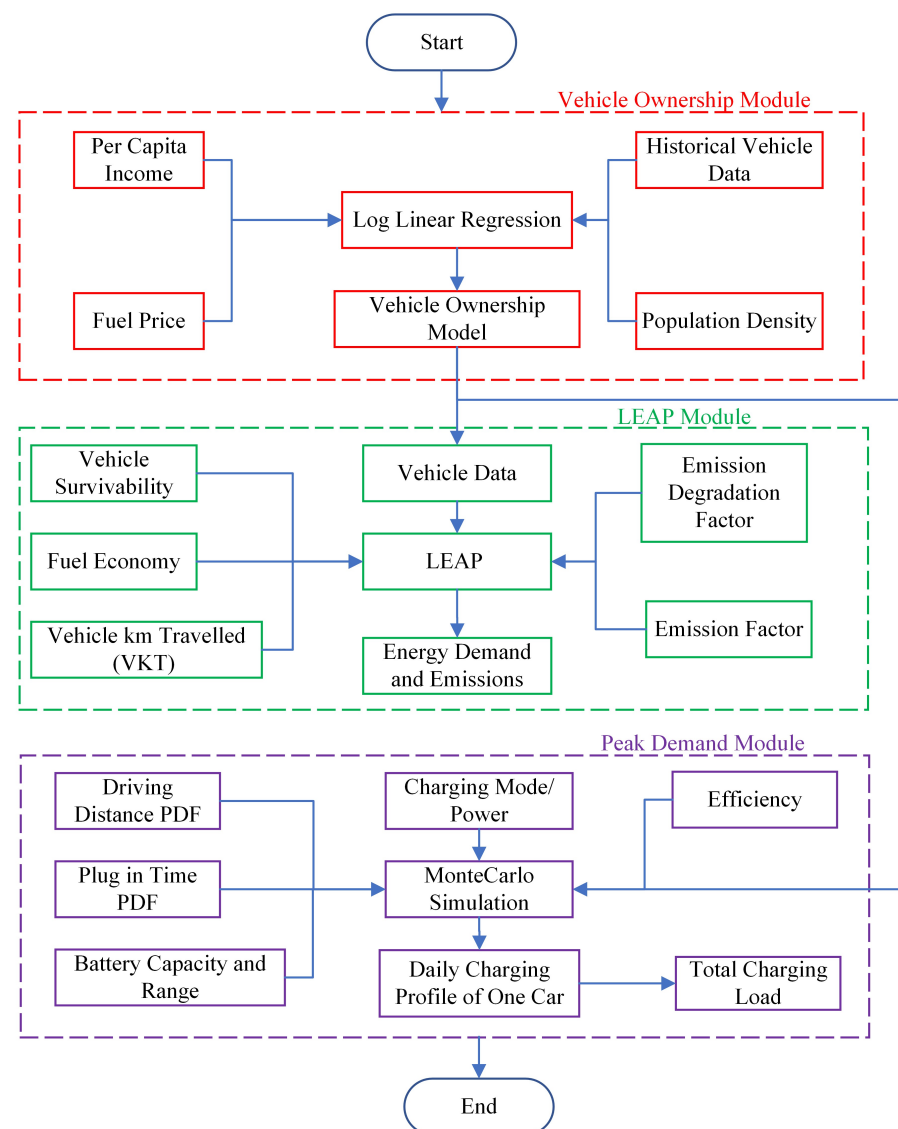 Start
Vehicle Ownership Module
Per Capita
Income
Historical Vehicle
Data
Log Linear Regression
Fuel Price
Vehicle Ownership
Model
Population Density
LEAP Module
Vehicle
Survivability
Vehicle Data
Emission
Degradation
Factor
Fuel Economy
LEAP
Vehicle km Travelled
(VKT)
Energy Demand
and Emissions
Emission Factor
Peak Demand Module
Driving
Distance PDF
Charging Mode/
Power
Efficiency
Plug in Time
PDF
MonteCarlo
Simulation
Battery Capacity and
Range
Daily Charging
Profile of One Car
Total Charging
Load
End